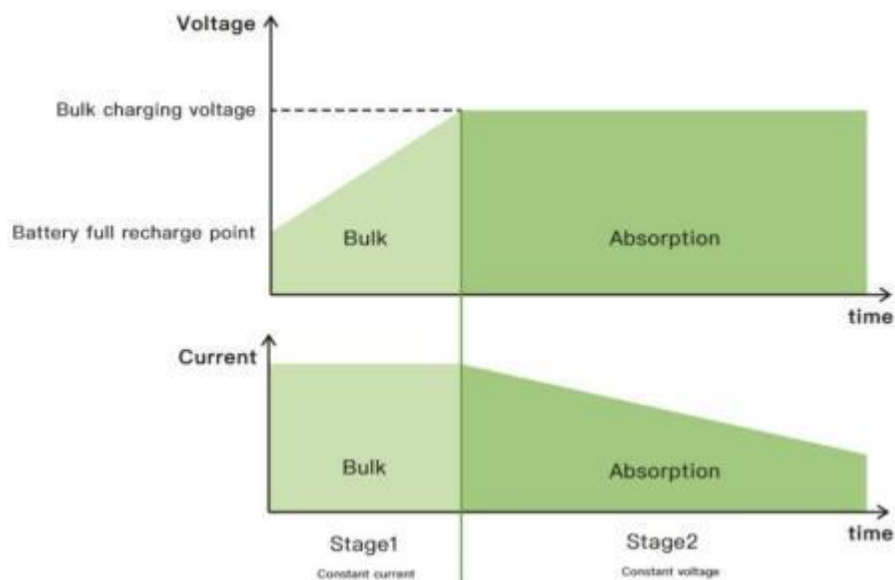 Voltage
Bulk charging voltage
Battery full recharge point
Bulk
Absorption
time
Current
Bulk
Absorption
time
Stage1
Stage2
Constant current
Constant voltage